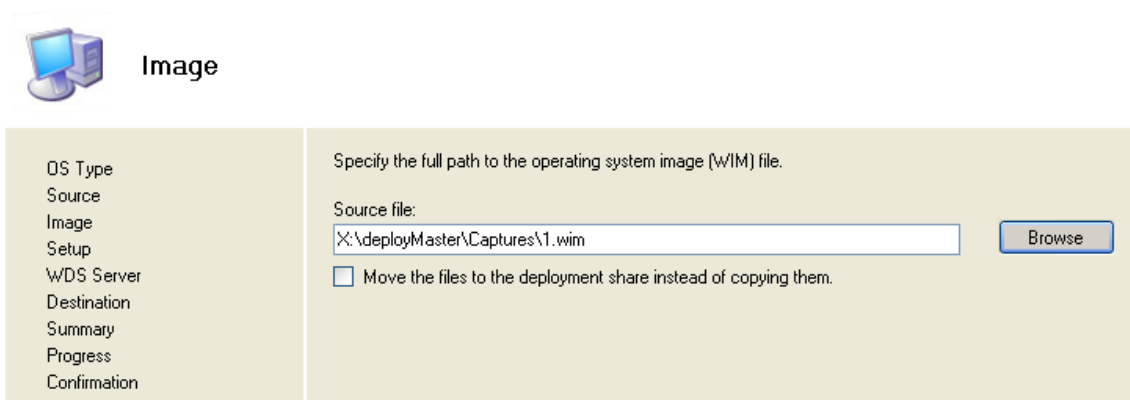 Image
OS Type
Source
Image
Setup
WDS Server
Destination
Summary
Progress
Confirmation
Specify the full path to the operating system image (WIM) file.
Source file:
X:\deployMaster\Captures\1.wim
Browse
Move the files to the deployment share instead of copying them.